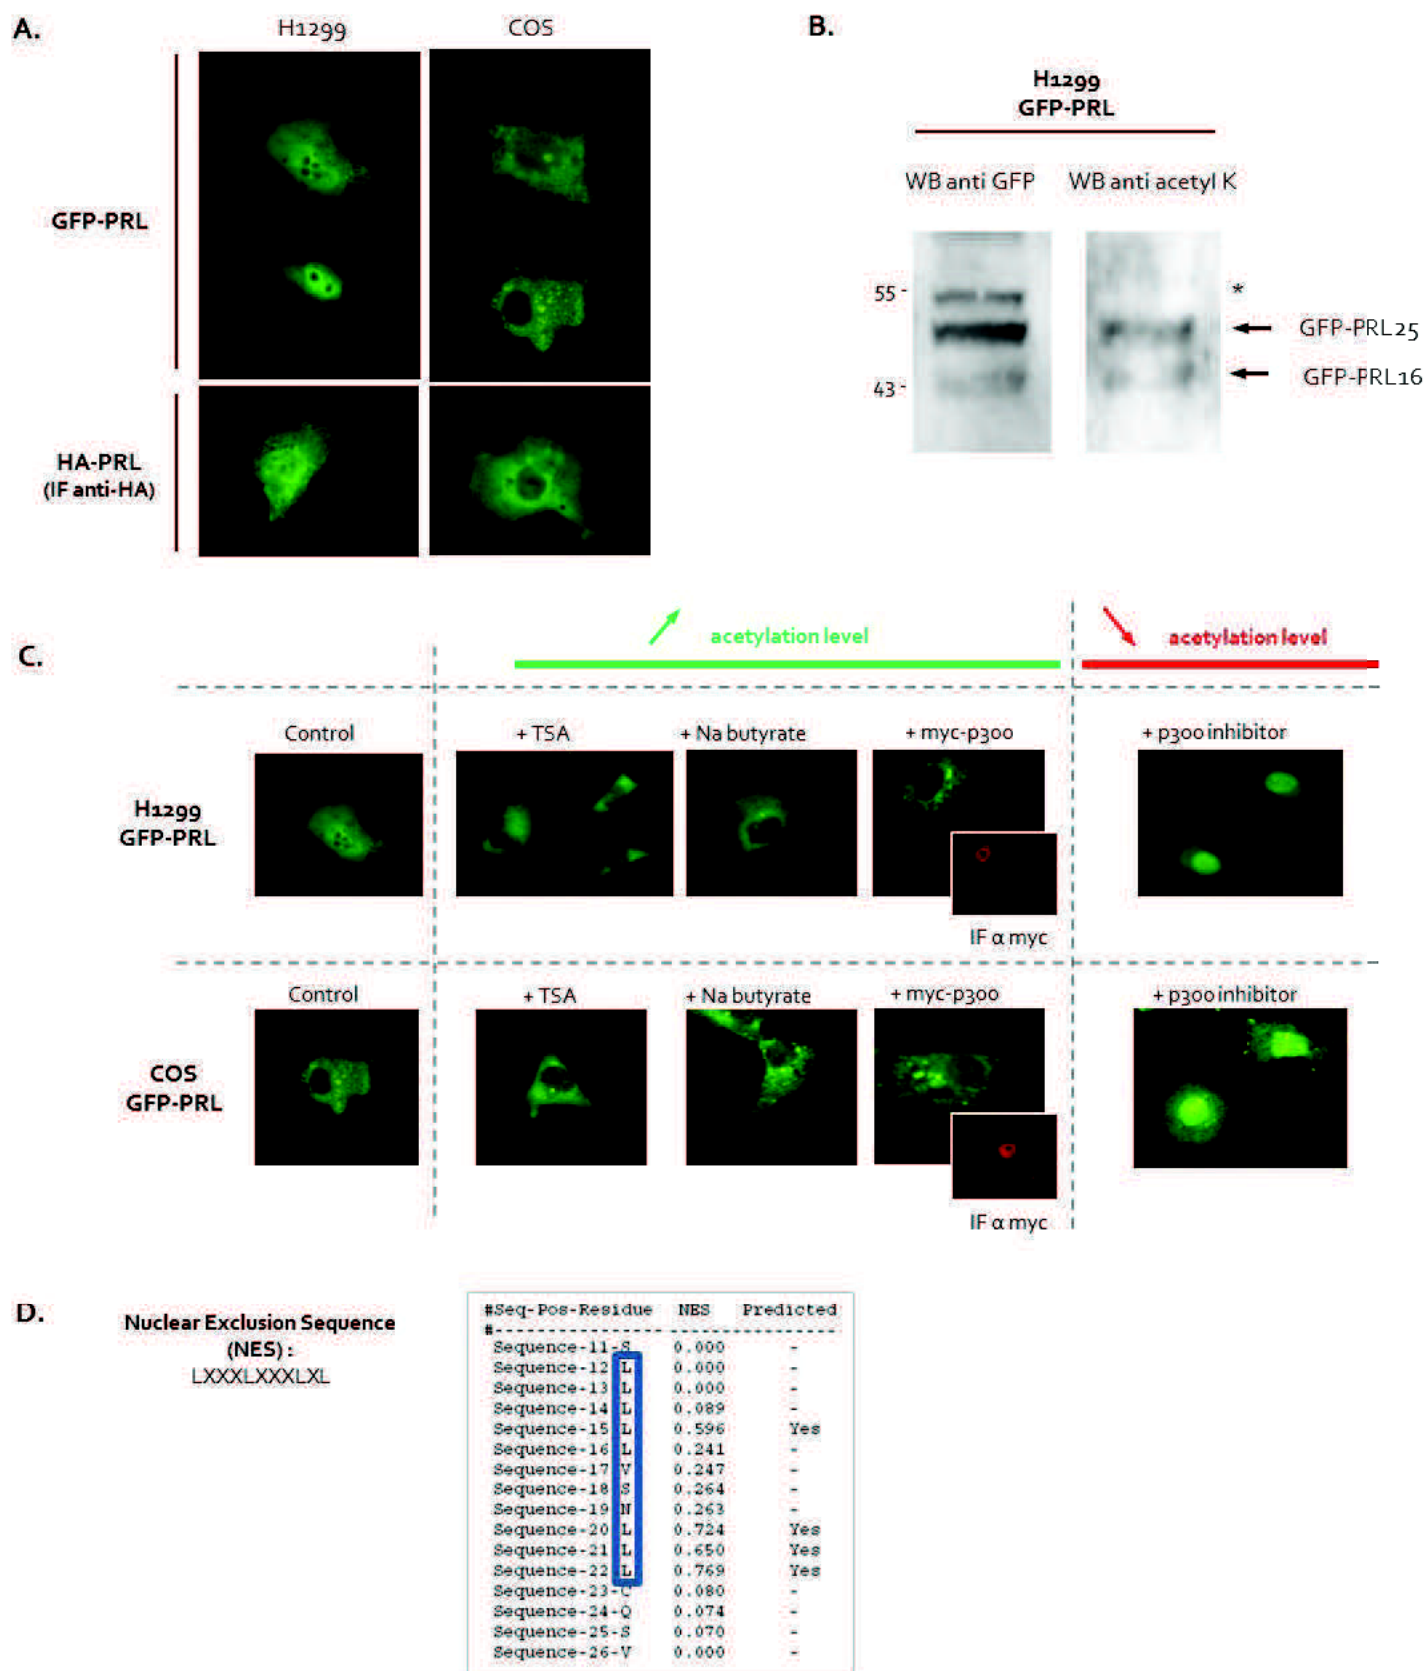 A.
H1299
COS
GFP-PRL
HA-PRL
(IF anti-HA)
B.
H1299
GFP-PRL
WB anti GFP
WB anti acetyl K
55 -
43 -
*
GFP-PRL25
GFP-PRL16
C.
acetylation level
acetylation level
Control
+ TSA
+ Na butyrate
+ myc-p300
+ p300 inhibitor
H1299
GFP-PRL
IF α myc
Control
+ TSA
+ Na butyrate
+ myc-p300
+ p300 inhibitor
COS
GFP-PRL
IF α myc
D.
Nuclear Exclusion Sequence
(NES) :
LXXXLXXXLXL
#Seq-Pos-Residue NES Predicted
#--------------------------------------
Sequence-11-S 0.000 -
Sequence-12 L 0.000 -
Sequence-13 L 0.000 -
Sequence-14 L 0.089 -
Sequence-15 L 0.596 Yes
Sequence-16 L 0.241 -
Sequence-17 V 0.247 -
Sequence-18 S 0.264 -
Sequence-19 N 0.263 -
Sequence-20 L 0.724 Yes
Sequence-21 L 0.650 Yes
Sequence-22 L 0.769 Yes
Sequence-23-C 0.080 -
Sequence-24-Q 0.074 -
Sequence-25-S 0.070 -
Sequence-26-V 0.000 -